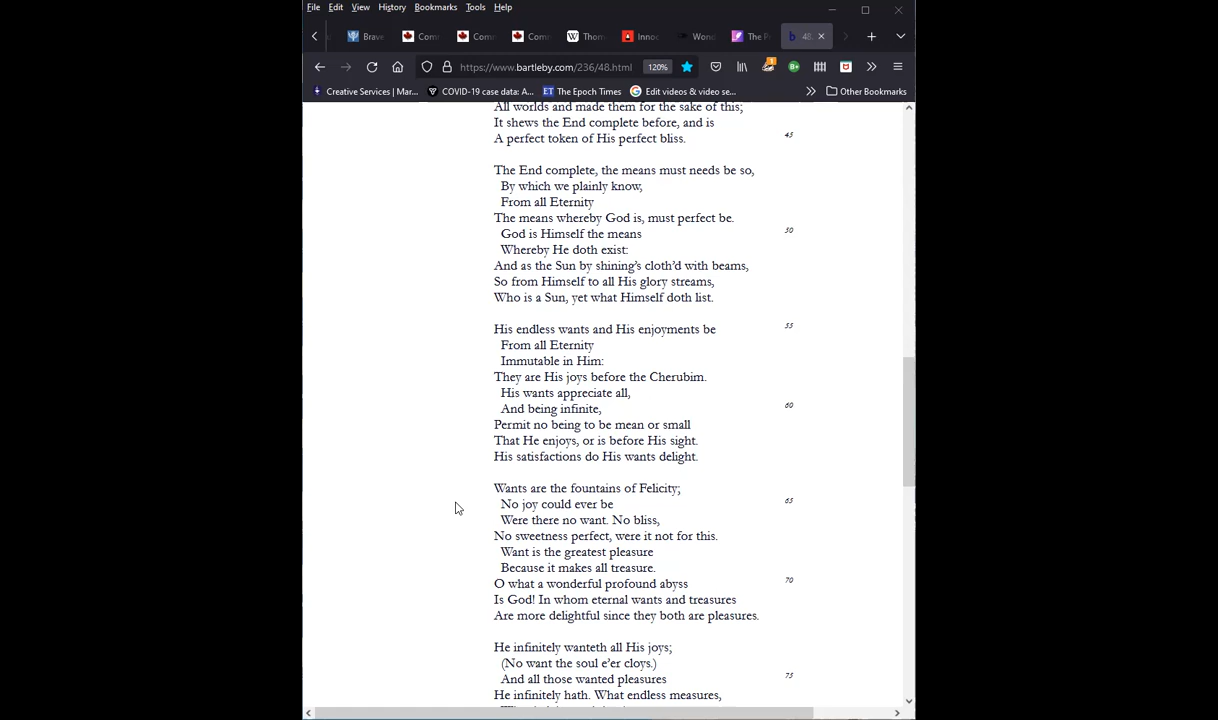 File Edit View History Bookmarks Tools Help
Brave Com Com Com Thom Innoc Wond The P 48.
https://www.bartleby.com/236/48.html 120%
Creative Services | Mar... COVID-19 case data: A... ET The Epoch Times Edit videos & video se... Other Bookmarks
All worlds and made them for the sake of this;
It shews the End complete before, and is
A perfect token of His perfect bliss. 45
The End complete, the means must needs be so,
By which we plainly know,
From all Eternity
The means whereby God is, must perfect be.
God is Himself the means 50
Whereby He doth exist:
And as the Sun by shining's cloth'd with beams,
So from Himself to all His glory streams,
Who is a Sun, yet what Himself doth list.
His endless wants and His enjoyments be 55
From all Eternity
Immutable in Him:
They are His joys before the Cherubim.
His wants appreciate all,
And being infinite, 60
Permit no being to be mean or small
That He enjoys, or is before His sight.
His satisfactions do His wants delight.
Wants are the fountains of Felicity;
No joy could ever be 65
Were there no want. No bliss,
No sweetness perfect, were it not for this.
Want is the greatest pleasure
Because it makes all treasure.
O what a wonderful profound abyss 70
Is God! In whom eternal wants and treasures
Are more delightful since they both are pleasures.
He infinitely wanteth all His joys;
(No want the soul e'er cloys.)
And all those wanted pleasures 75
He infinitely hath. What endless measures,